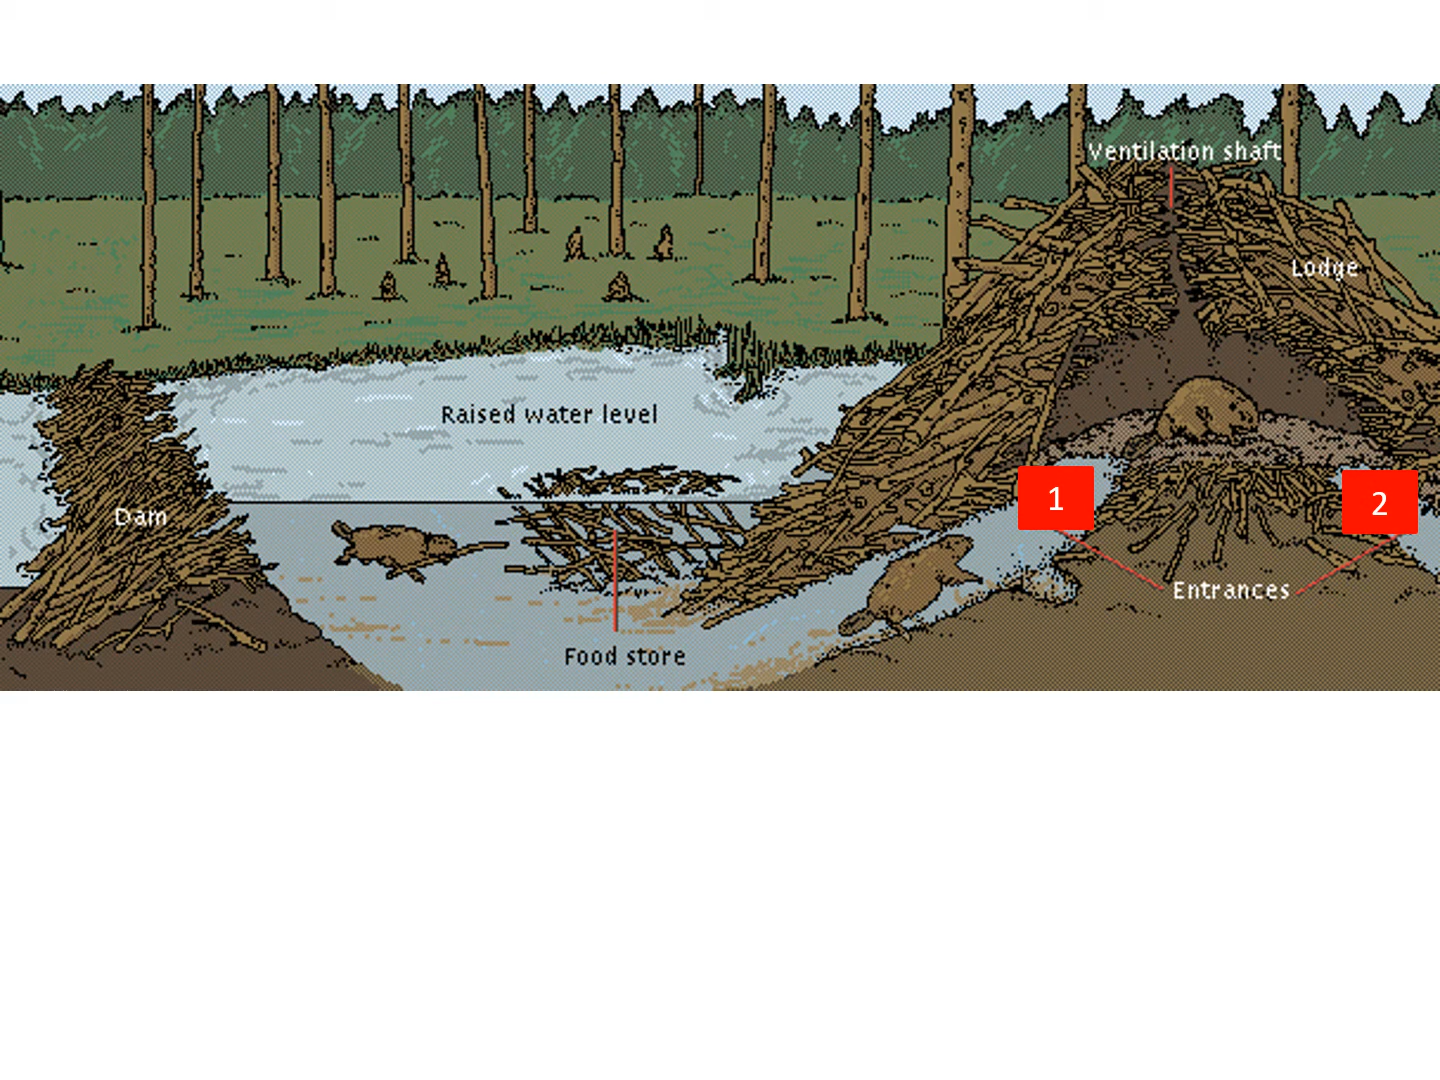 Ventilation shaft
Lodge
Raised water level
1
2
Dam
Entrances
Food store